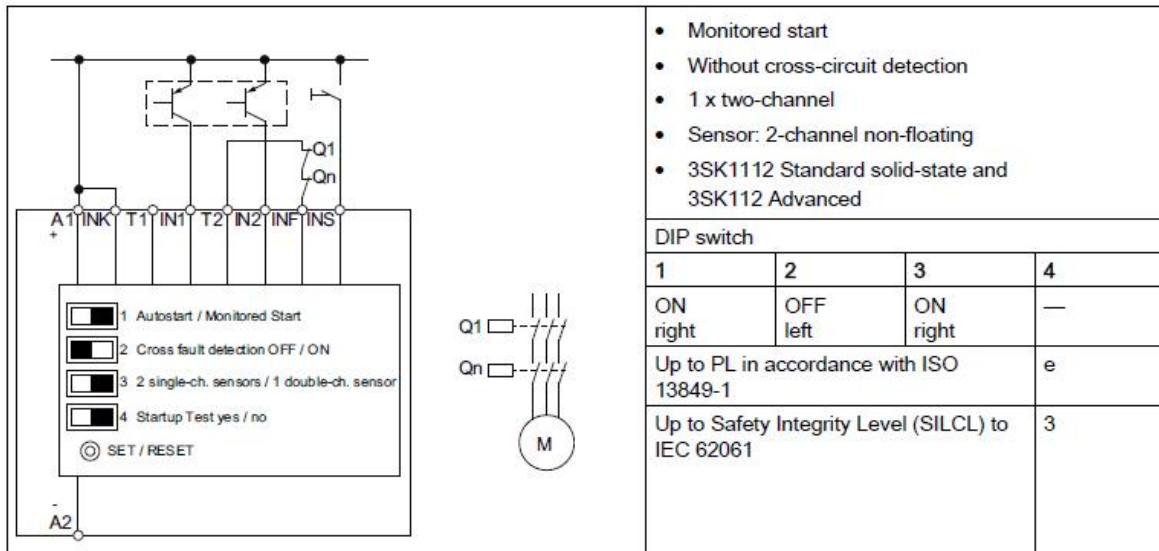 Q1
Qn
A1 INK T1 IN1 T2 IN2 INF INS
+
1 Autostart / Monitored Start
2 Cross fault detection OFF / ON
3 2 single-ch. sensors / 1 double-ch. sensor
4 Startup Test yes / no
SET / RESET
-
A2
Q1
Qn
M
• Monitored start
• Without cross-circuit detection
• 1 x two-channel
• Sensor: 2-channel non-floating
• 3SK1112 Standard solid-state and
3SK112 Advanced
DIP switch
1 2 3 4
ON OFF ON —
right left right
Up to PL in accordance with ISO e
13849-1
Up to Safety Integrity Level (SILCL) to 3
IEC 62061